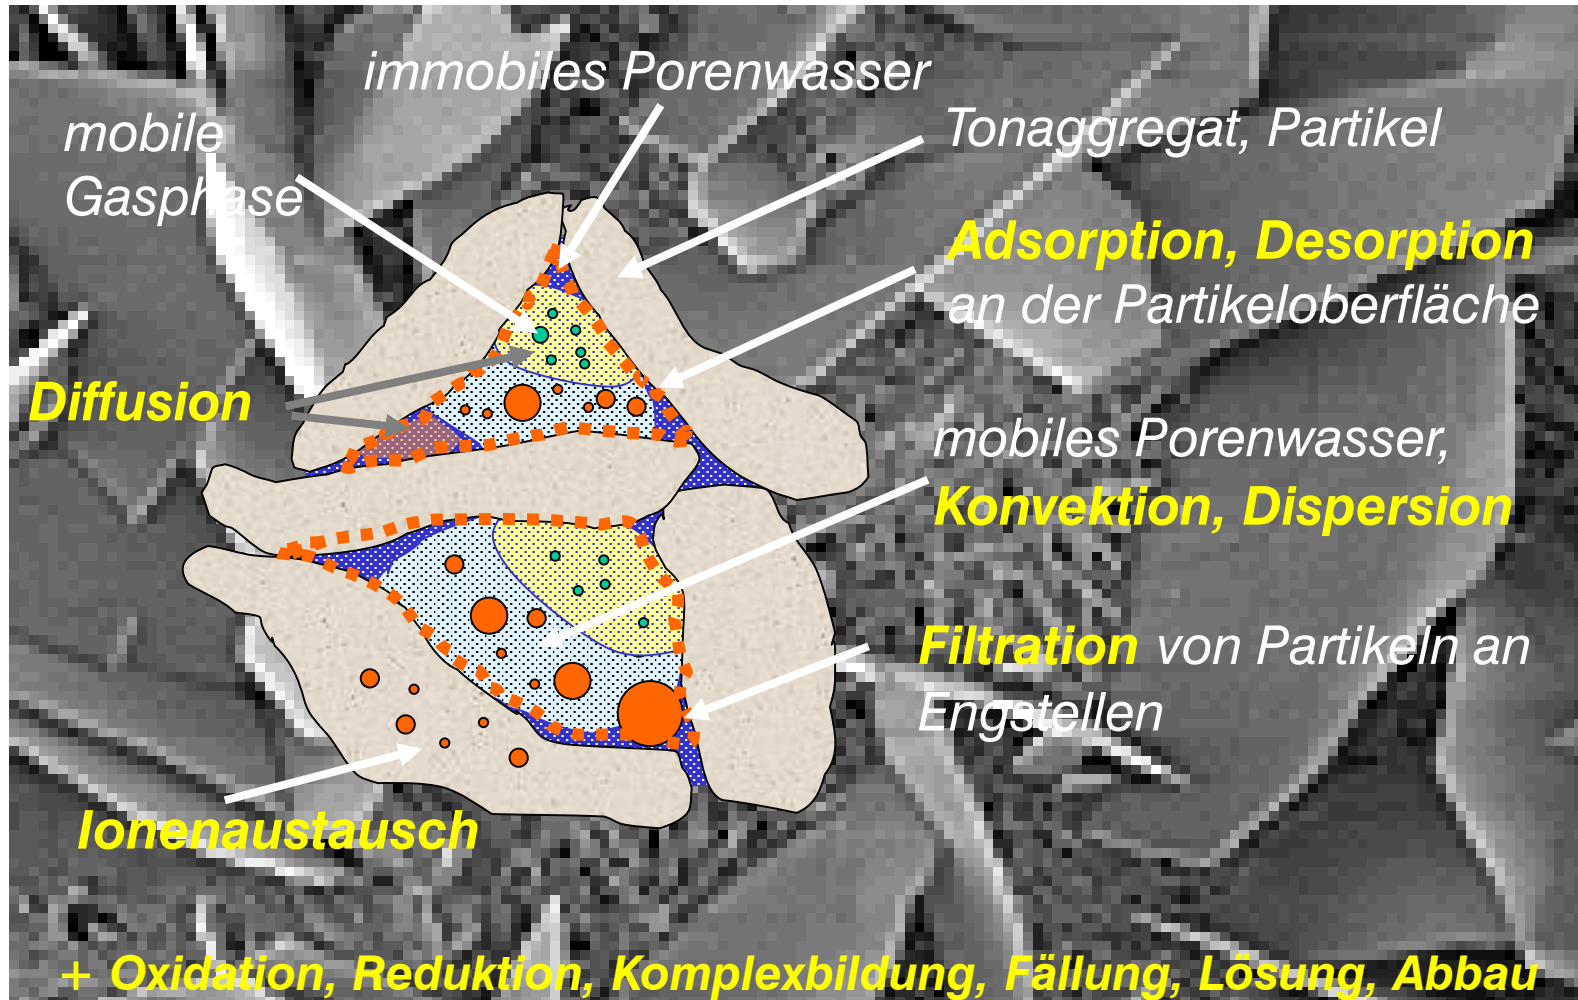 immobiles Porenwasser
mobile
Gasphase
Tonaggregat, Partikel
Adsorption, Desorption
an der Partikeloberfläche
Diffusion
mobiles Porenwasser,
Konvektion, Dispersion
Filtration von Partikeln an
Engstellen
Ionenaustausch
+ Oxidation, Reduktion, Komplexbildung, Fällung, Lösung, Abbau